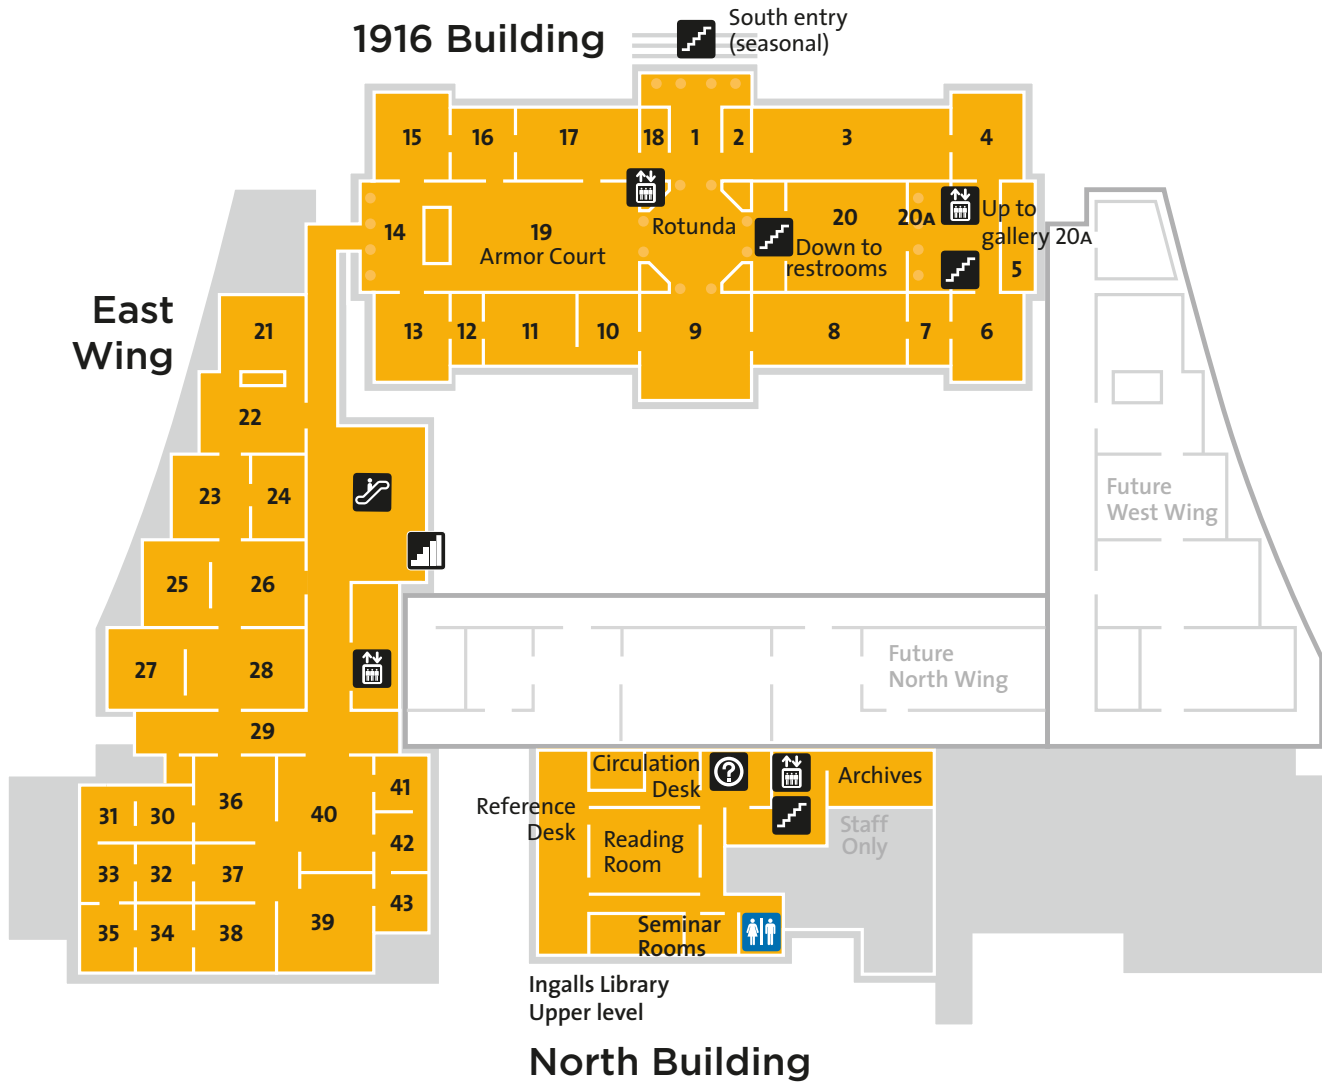 1916 Building
South entry
(seasonal)
15
16
17
18
1
2
3
4
14
19
Armor Court
Rotunda
20
20A
Down to
restrooms
Up to
gallery 20A
5
13
12
11
10
9
8
7
6
East
Wing
21
22
23
24
25
26
27
28
29
Future
West Wing
Future
North Wing
31
30
36
40
41
42
33
32
37
43
35
34
38
39
Circulation
Desk
Archives
Reference
Desk
Reading
Room
Staff
Only
Seminar
Rooms
Ingalls Library
Upper level
North Building